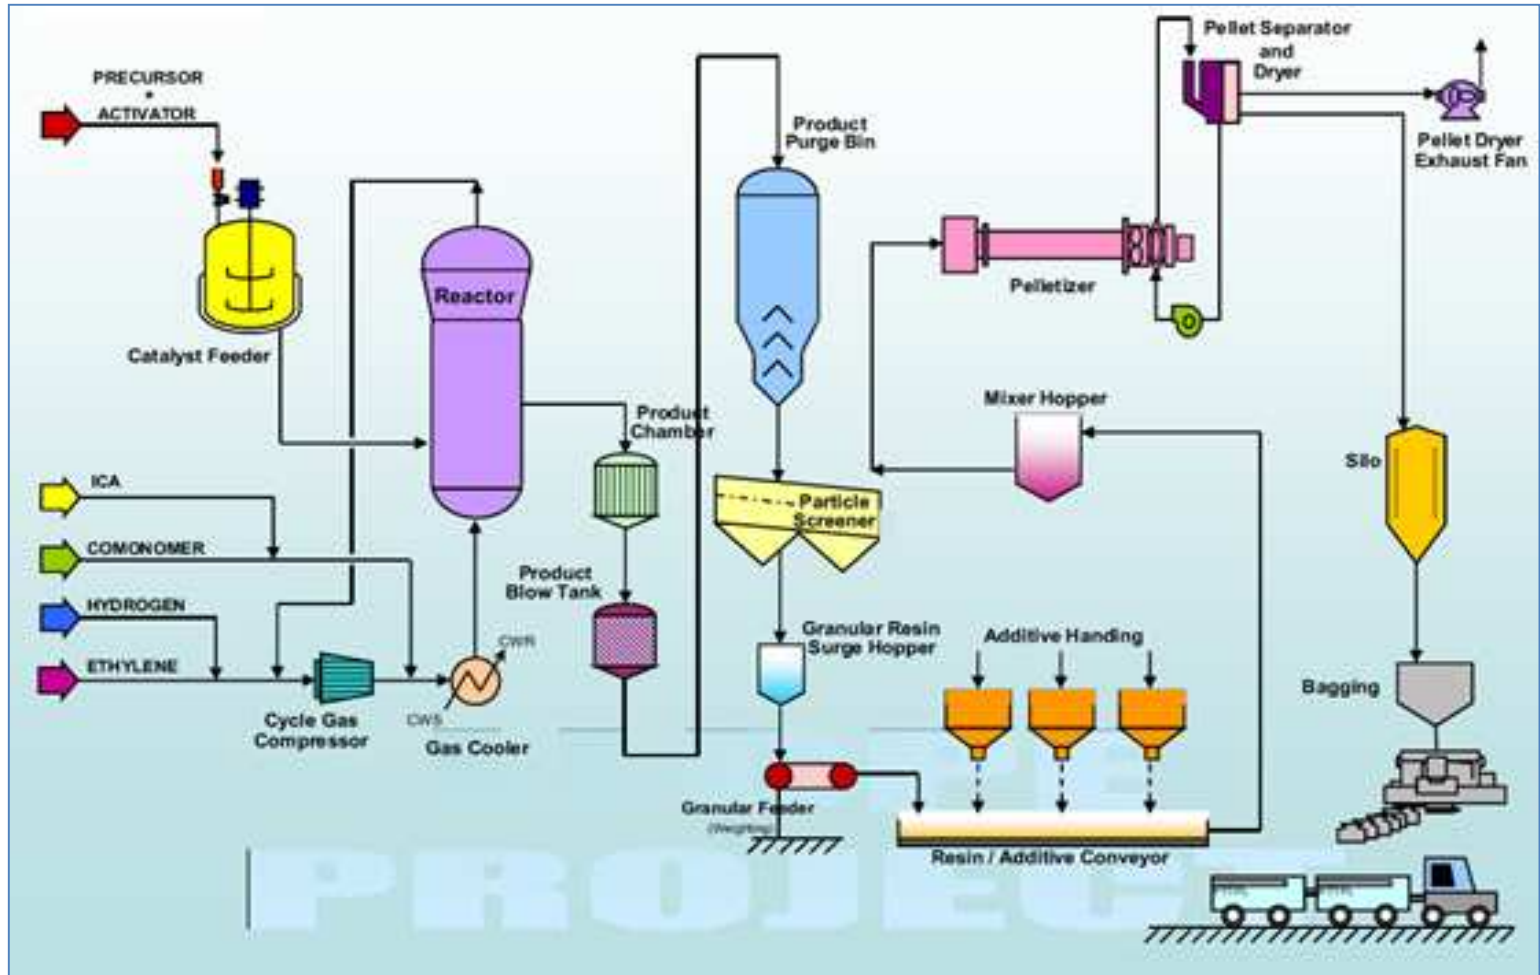 PRECURSOR
+
ACTIVATOR
Catalyst Feeder
ICA
COMONOMER
HYDROGEN
ETHYLENE
Cycle Gas
Compressor
CWS
CWR
Gas Cooler
Reactor
Product
Chamber
Product
Blow Tank
Product
Purge Bin
Particle
Screener
Granular Resin
Surge Hopper
Granular Feeder
(Weighting)
Additive Handing
Resin / Additive Conveyor
Mixer Hopper
Pelletizer
Pellet Separator
and
Dryer
Pellet Dryer
Exhaust Fan
Silo
Bagging
PE
PROJECT